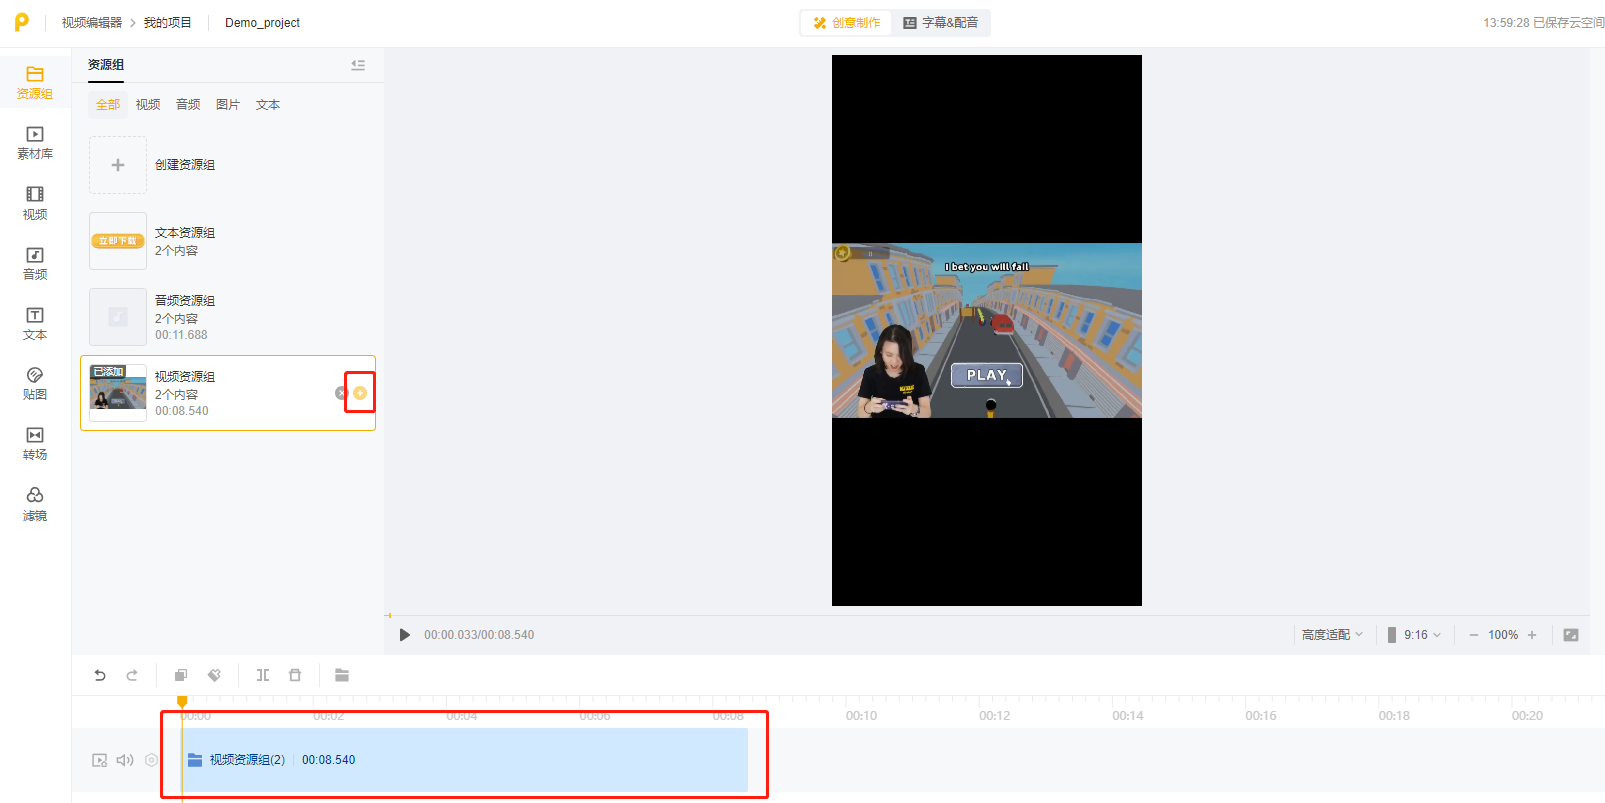 视频编辑器 > 我的项目 Demo_project
创意制作 字幕&配音
13:59:28 已保存云空间
资源组
素材库
视频
音频
文本
贴图
转场
滤镜
资源组
全部 视频 音频 图片 文本
创建资源组
立即下载
文本资源组
2个内容
音频资源组
2个内容
00:11.688
已添加
视频资源组
2个内容
00:08.540
0
I bet you will fail
PLAY
00:00.033/00:08.540
高度适配 9:16 100%
00:00 00:02 00:04 00:06 00:08 00:10 00:12 00:14 00:16 00:18 00:20
视频资源组(2) 00:08.540